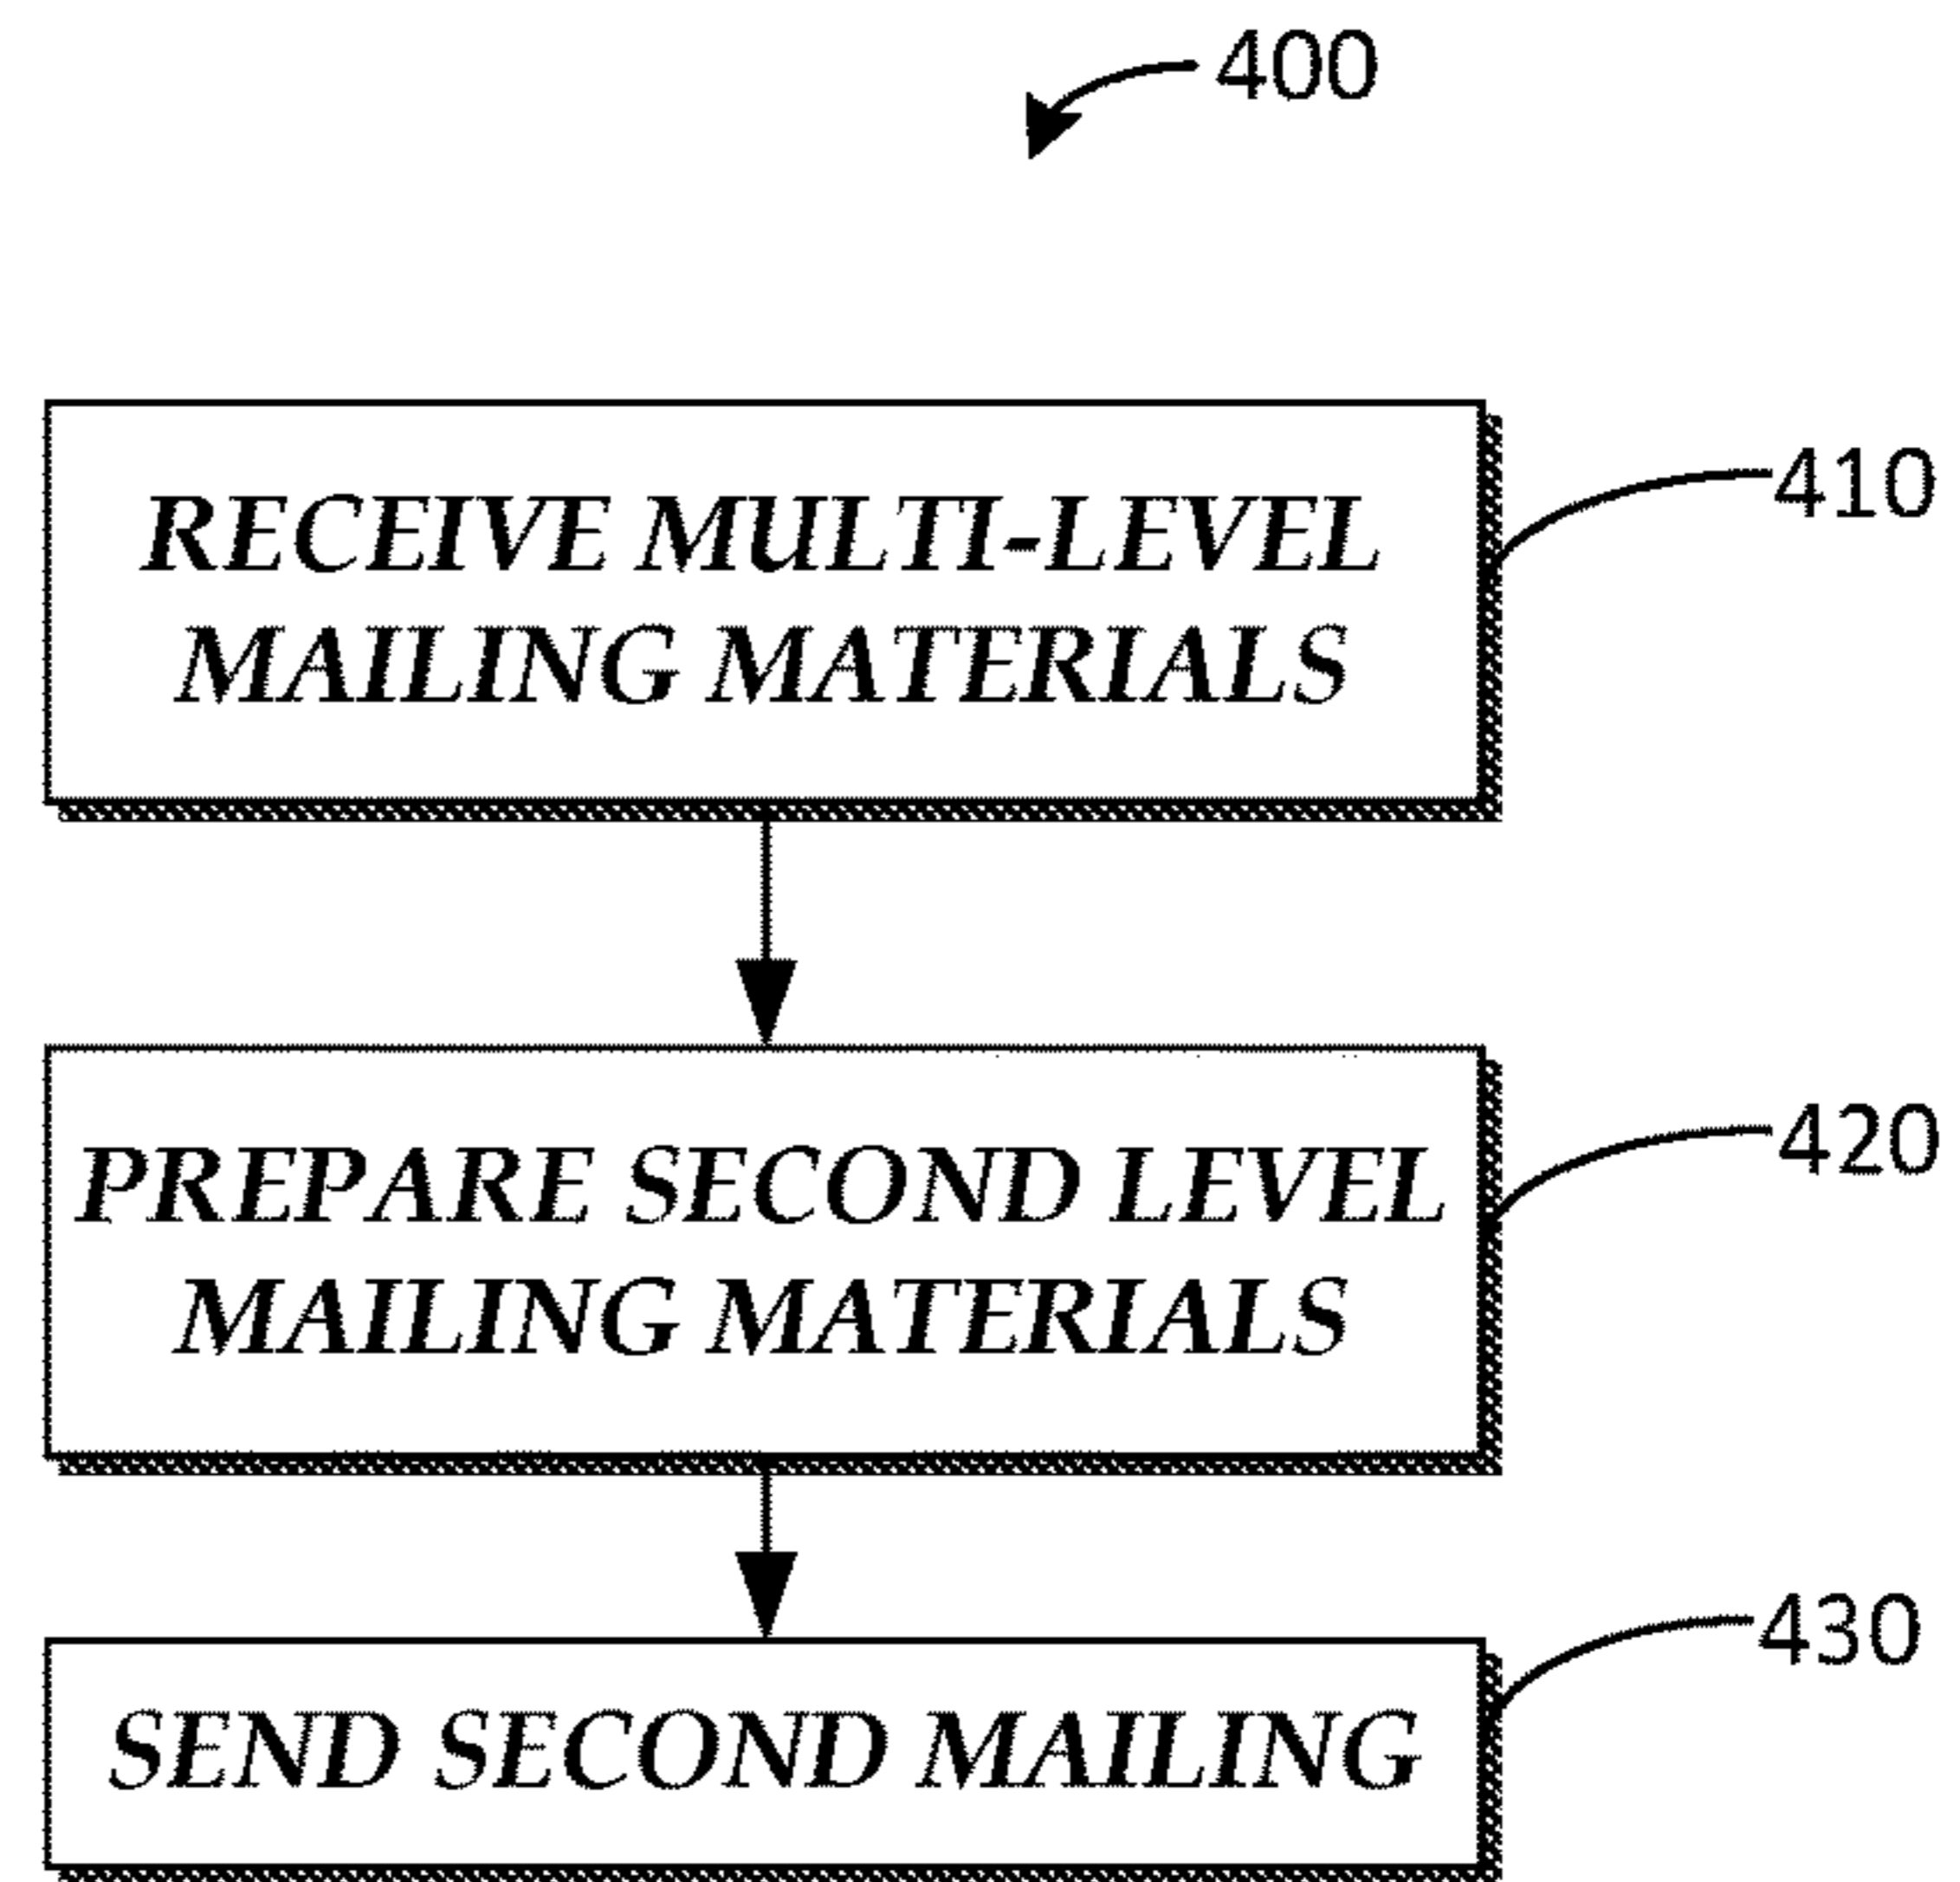 400
RECEIVE MULTI-LEVEL
MAILING MATERIALS
410
PREPARE SECOND LEVEL
MAILING MATERIALS
420
SEND SECOND MAILING
430